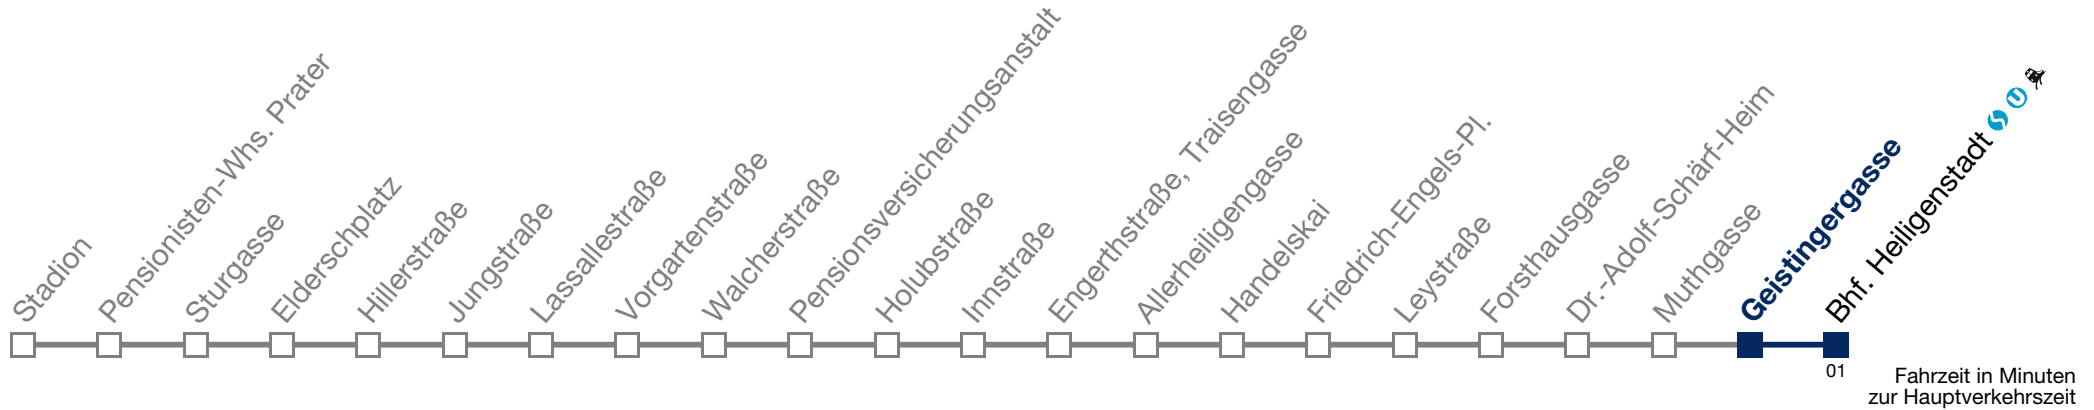 Stadion
Pensionisten-Whs. Prater
Sturgasse
Elderschplatz
Hillerstraße
Jungstraße
Lassallestraße
Vorgartenstraße
Walcherstraße
Pensionsversicherungsanstalt
Holubstraße
Innstraße
Engerthstraße, Traisengasse
Allerheiligengasse
Handelskai
Friedrich-Engels-Pl.
Leystraße
Forsthausgasse
Dr.-Adolf-Schärf-Heim
Muthgasse
Geistingergasse
Bhf. Heiligenstadt S U
01
Fahrzeit in Minuten
zur Hauptverkehrszeit